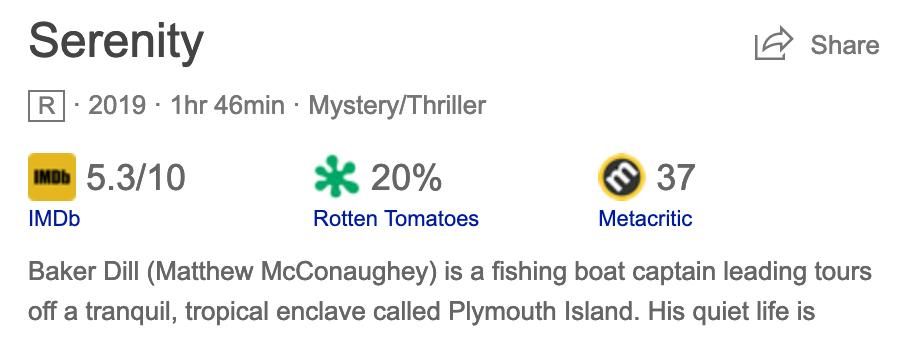 Serenity
Share
R · 2019 · 1hr 46min · Mystery/Thriller
IMDb 5.3/10
20%
m 37
IMDb
Rotten Tomatoes
Metacritic
Baker Dill (Matthew McConaughey) is a fishing boat captain leading tours
off a tranquil, tropical enclave called Plymouth Island. His quiet life is